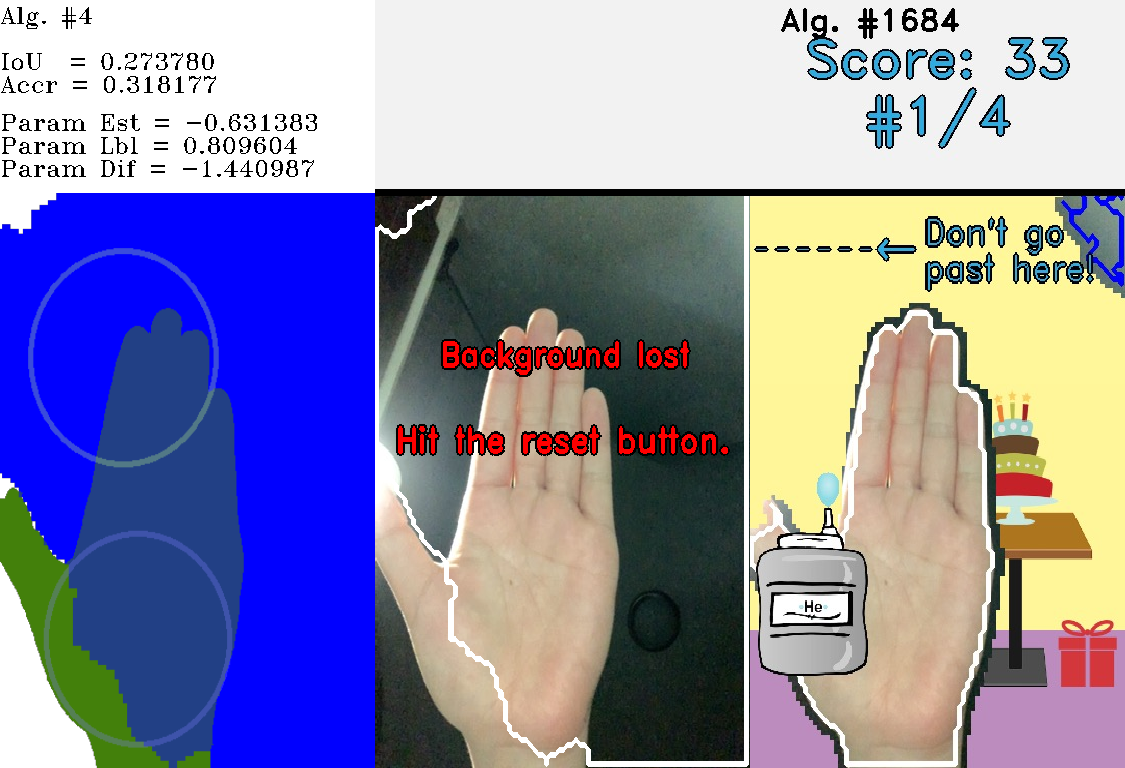 Alg. #4
IoU = 0.273780
Accr = 0.318177
Param Est = −0.631383
Param Lbl = 0.809604
Param Dif = −1.440987
Alg. #1684
Score: 33
#1/4
Background lost
Hit the reset button.
Don't go
past here!
He